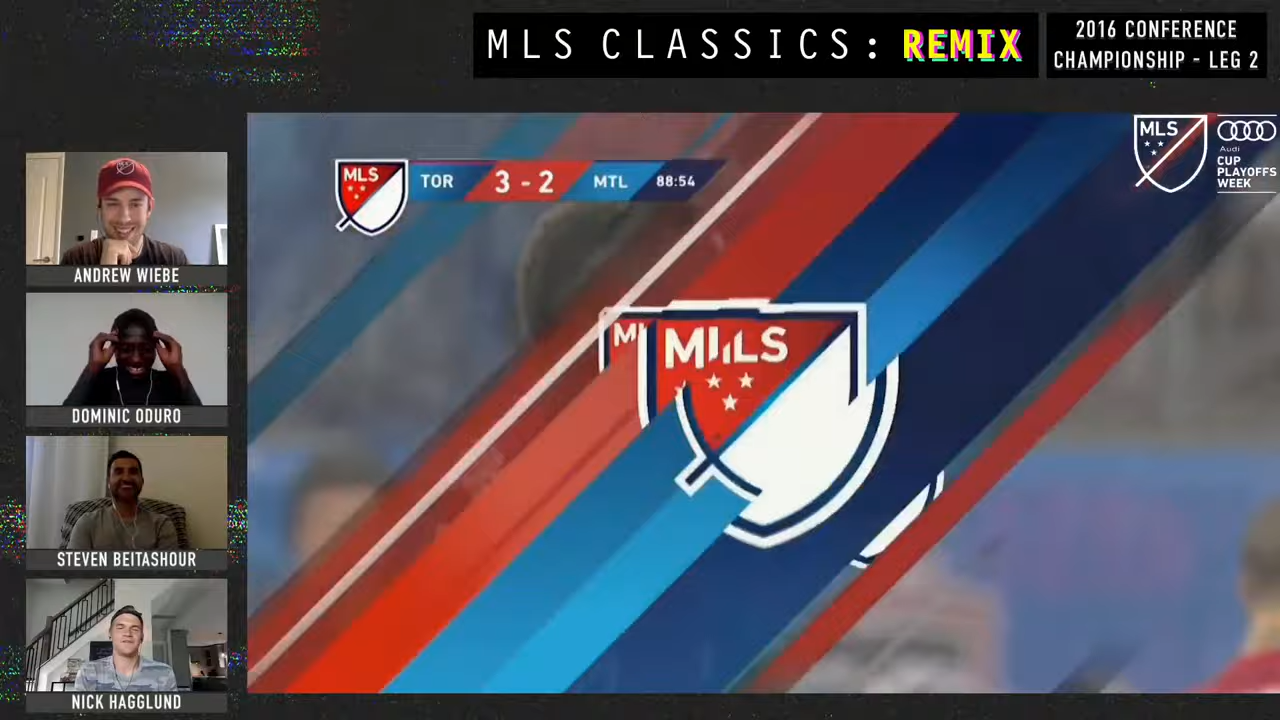 MLS CLASSICS: REMIX
2016 CONFERENCE
CHAMPIONSHIP - LEG 2
MLS
Audi
CUP
PLAYOFFS
WEEK
MLS
TOR 3 - 2 MTL 88:54
ANDREW WIEBE
DOMINIC ODURO
STEVEN BEITASHOUR
NICK HAGGLUND